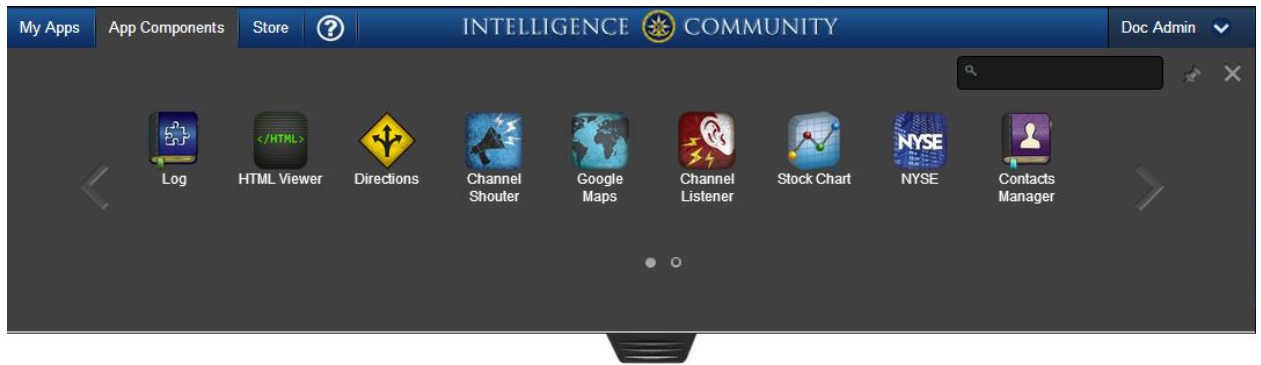 My Apps App Components Store ? INTELLIGENCE COMMUNITY Doc Admin
</HTML> NYSE
Log HTML Viewer Directions Channel Shouter Google Maps Channel Listener Stock Chart NYSE Contacts Manager